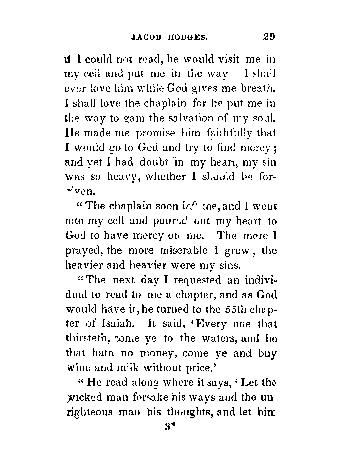 JACOB HODGES. 29
if I could not read, he would visit me in
my cell and put me in the way I shall
ever love him while God gives me breath.
I shall love the chaplain for he put me in
the way to gain the salvation of my soul.
He made me promise him faithfully that
I would go to God and try to find mercy;
and yet I had doubt in my heart, my sin
was so heavy, whether I should be for-
given.
"The chaplain soon left me, and I went
into my cell and poured out my heart to
God to have mercy on me. The more I
prayed, the more miserable I grew, the
heavier and heavier were my sins.
"The next day I requested an indivi-
dual to read to me a chapter, and as God
would have it, he turned to the 55th chap-
ter of Isaiah. It said, 'Every one that
thirsteth, come ye to the waters, and he
that hath no money, come ye and buy
wine and milk without price.'
"He read along where it says, 'Let the
wicked man forsake his ways and the un-
righteous man his thoughts, and let him
3*